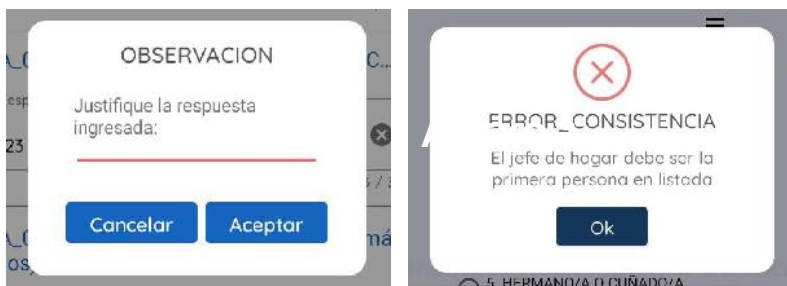 OBSERVACION
Justifique la respuesta
ingresada:
Cancelar
Aceptar
23
ERROR_CONSISTENCIA
El jefe de hogar debe ser la
primera persona en listada
Ok
5. HERMANO/A O CUÑADO/A